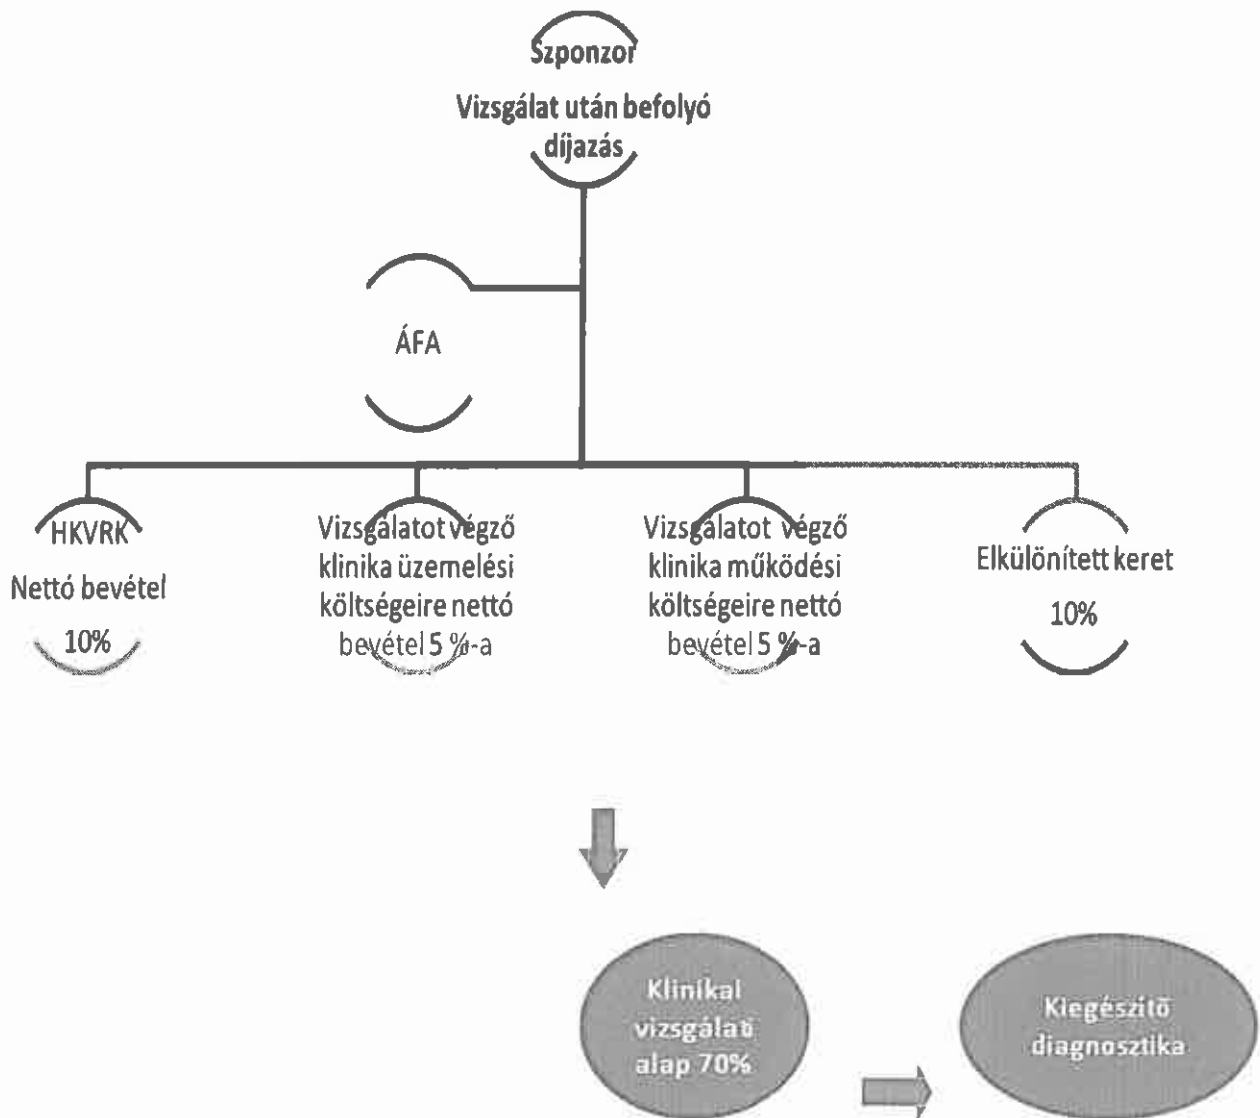 Szponzor
Vizsgálat után befolyó
díjazás
ÁFA
HKVRK
Nettó bevétel
10%
Vizsgálatot végző
klinika üzemelési
költségeire nettó
bevétel 5 %-a
Vizsgálatot végző
klinika működési
költségeire nettó
bevétel 5 %-a
Elkülönített keret
10%
Klinikai
vizsgálati
alap 70%
Kiegészítő
diagnosztika